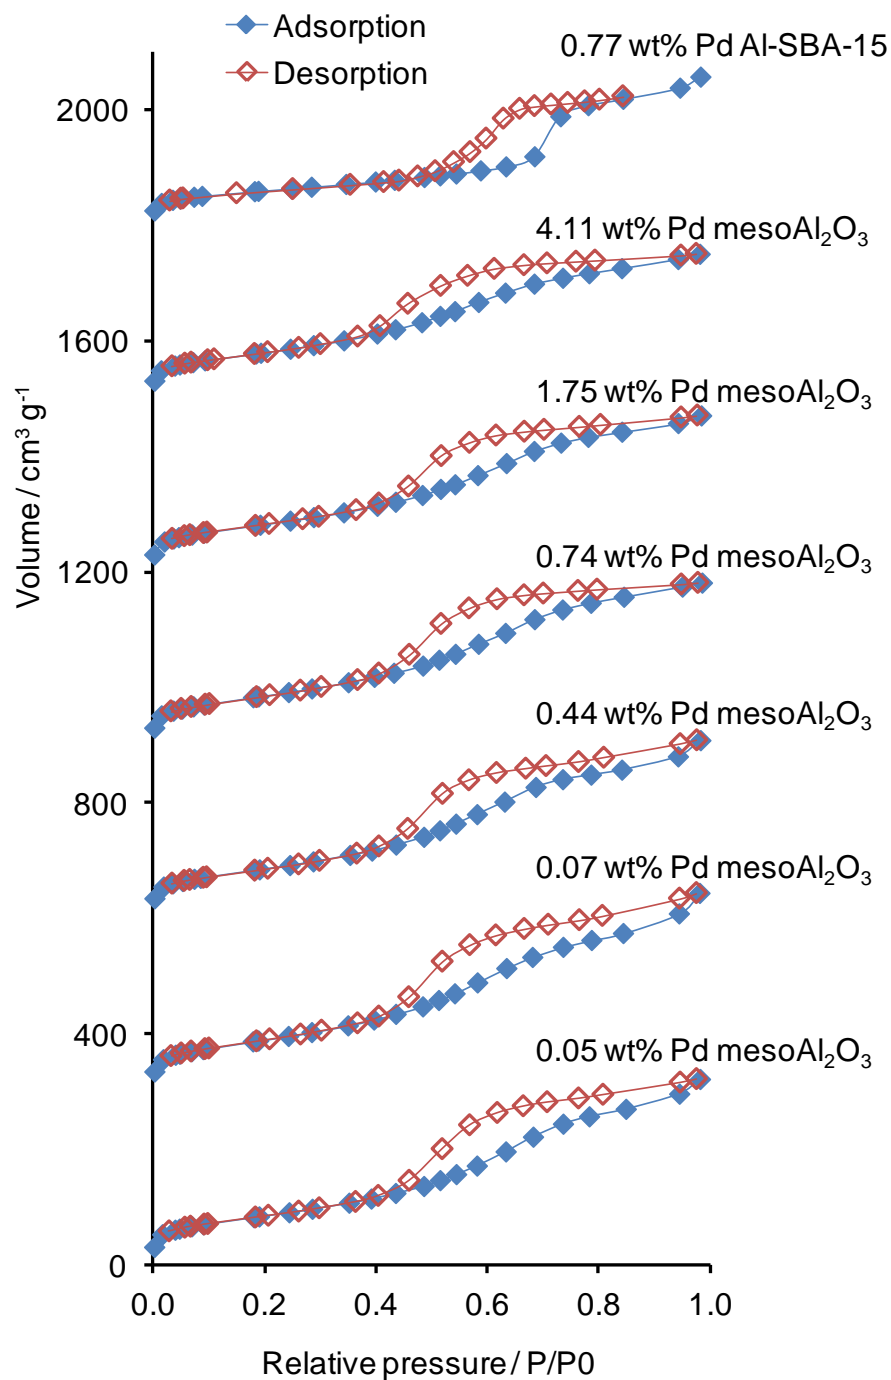 Adsorption
Desorption
0.77 wt% Pd Al-SBA-15
2000
4.11 wt% Pd mesoAl₂O₃
1600
1.75 wt% Pd mesoAl₂O₃
Volume / cm³ g⁻¹
1200
0.74 wt% Pd mesoAl₂O₃
0.44 wt% Pd mesoAl₂O₃
800
0.07 wt% Pd mesoAl₂O₃
400
0.05 wt% Pd mesoAl₂O₃
0
0.0 0.2 0.4 0.6 0.8 1.0
Relative pressure / P/P0